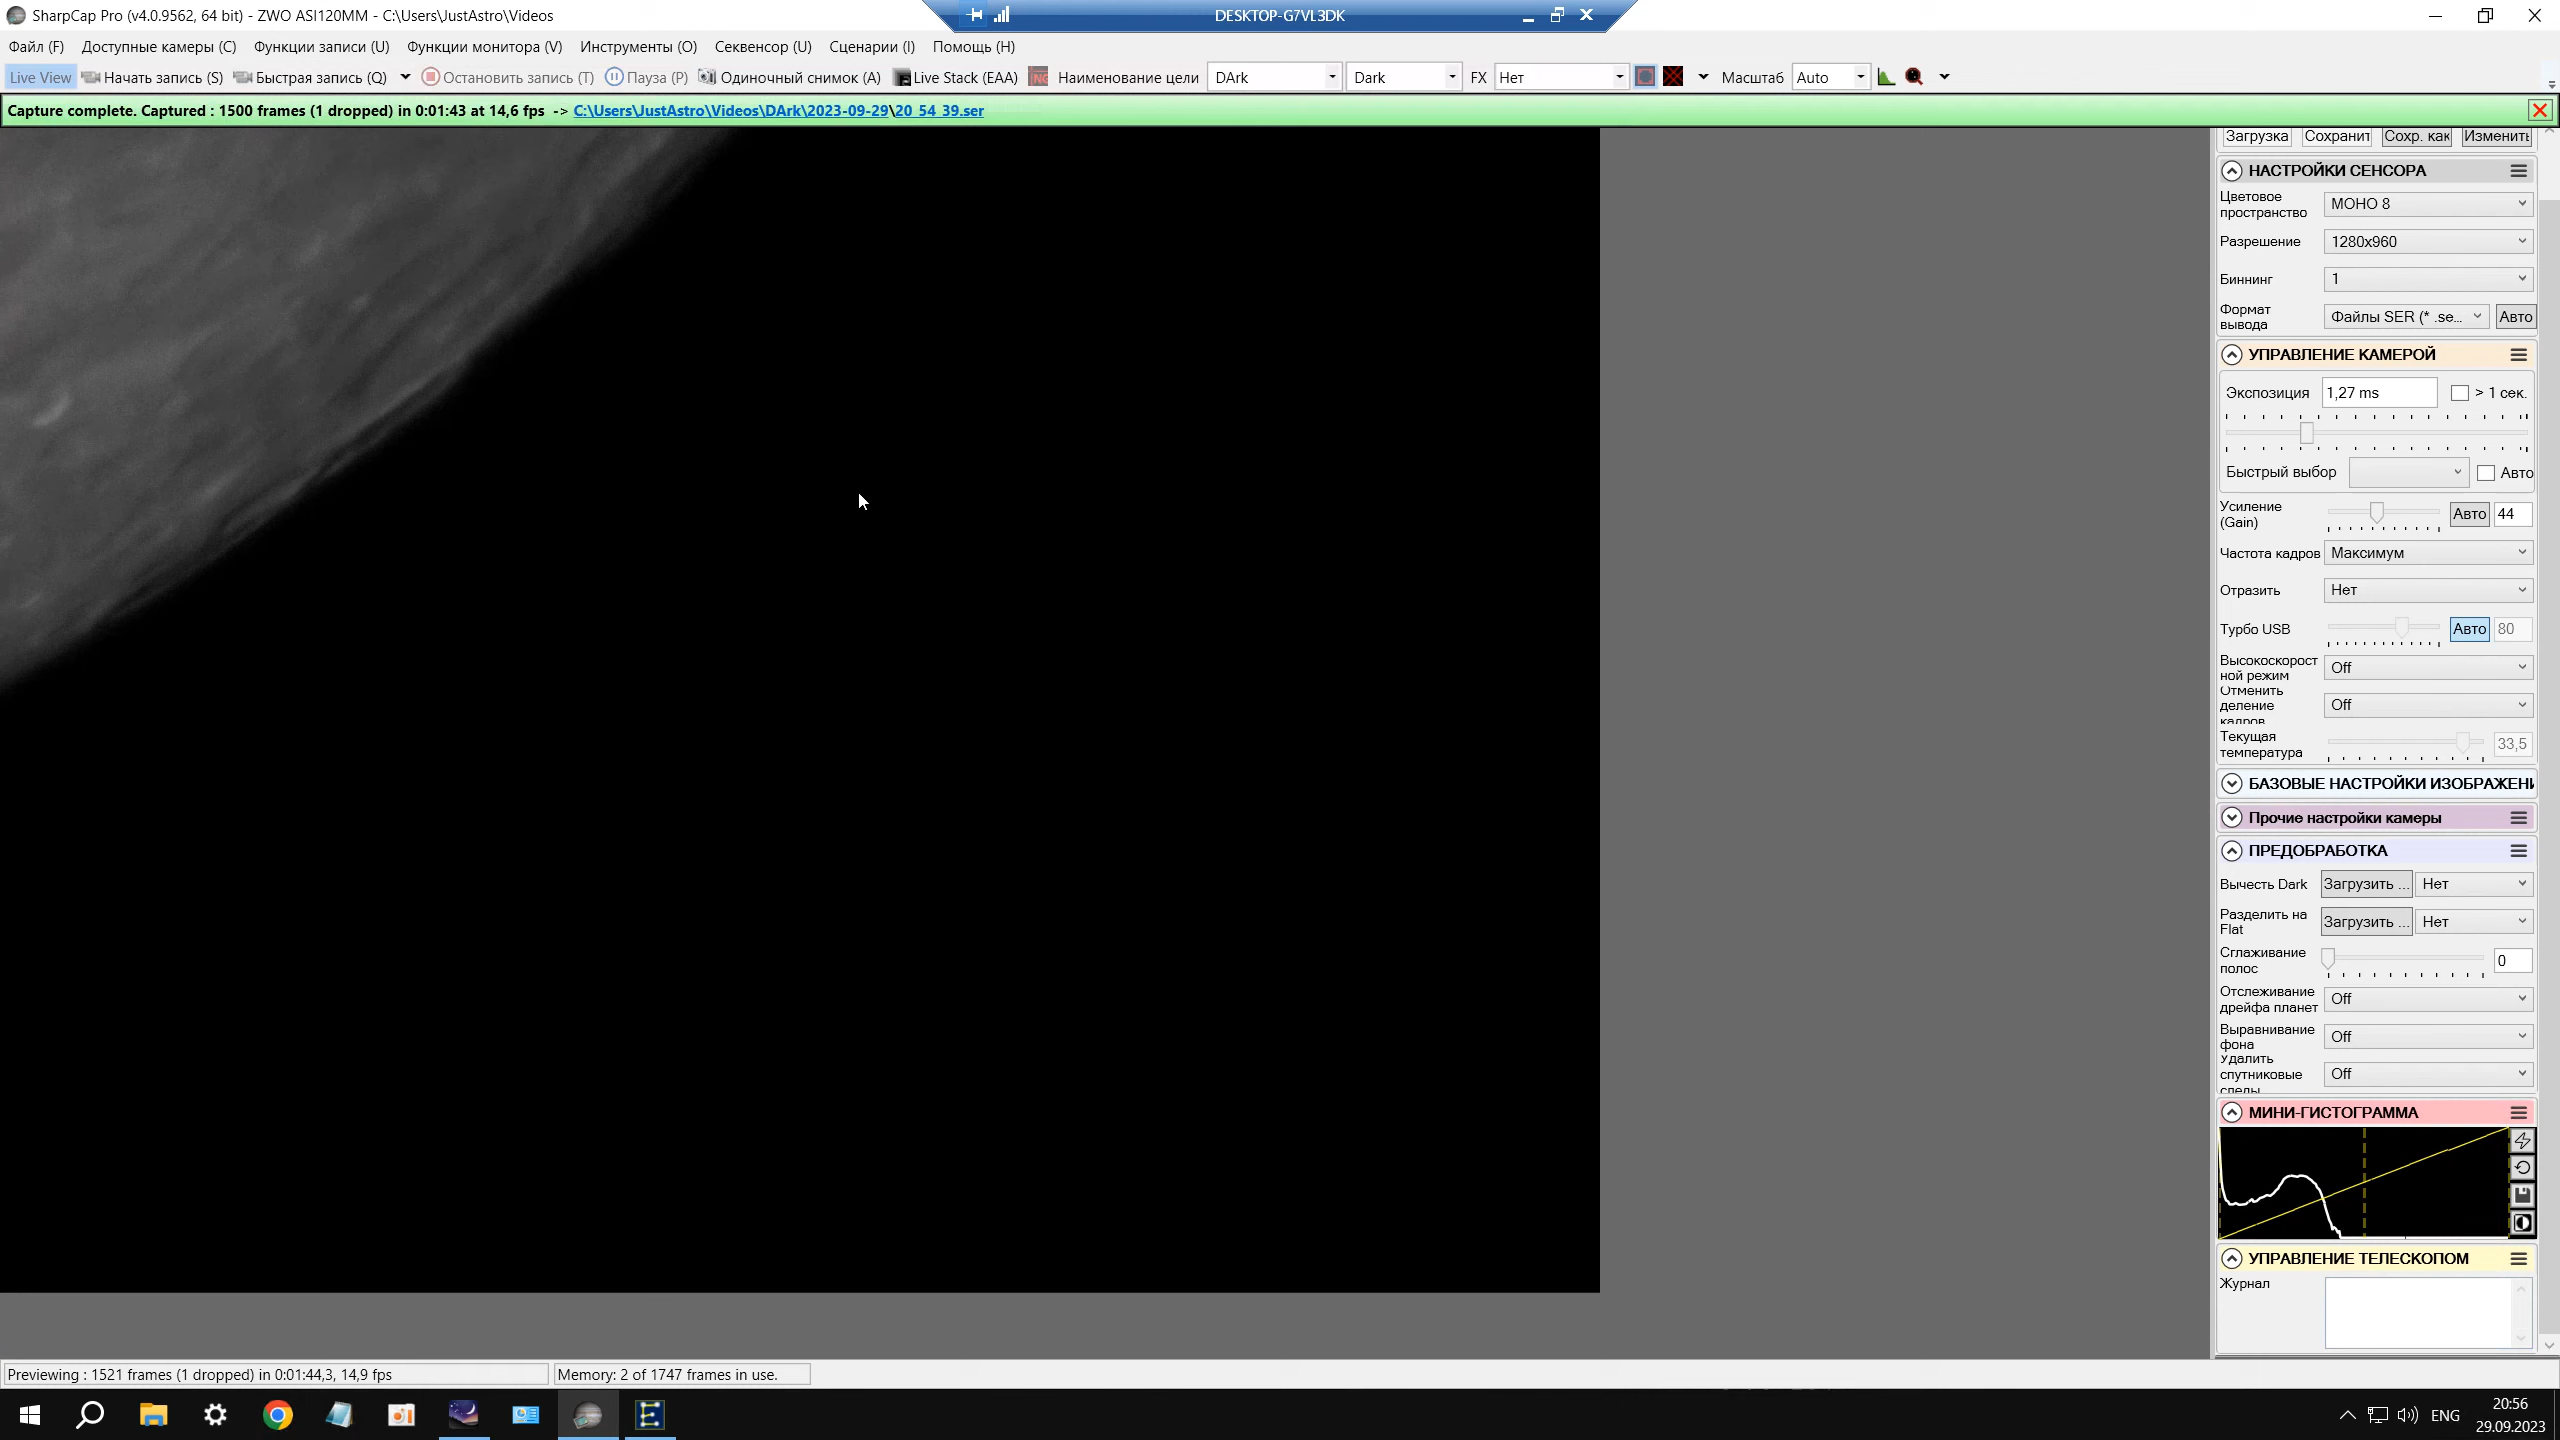 SharpCap Pro (v4.0.9562, 64 bit) - ZWO ASI120MM - C:\Users\JustAstro\Videos
DESKTOP-G7VL3DK
Файл (F) Доступные камеры (C) Функции записи (U) Функции монитора (V) Инструменты (O) Секвенсор (U) Сценарии (I) Помощь (H)
Live View Начать запись (S) Быстрая запись (Q) Остановить запись (T) Пауза (P) Одиночный снимок (A) Live Stack (EAA) Наименование цели DArk Dark FX Нет Масштаб Auto
Capture complete. Captured : 1500 frames (1 dropped) in 0:01:43 at 14,6 fps -> C:\Users\JustAstro\Videos\DArk\2023-09-29\20_54_39.ser
Загрузка Сохранит Сохр. как Изменить
НАСТРОЙКИ СЕНСОРА
Цветовое
пространство МОНО 8
Разрешение 1280x960
Биннинг 1
Формат
вывода Файлы SER (* .se... Авто
УПРАВЛЕНИЕ КАМЕРОЙ
Экспозиция 1,27 ms > 1 сек.
Быстрый выбор Авто
Усиление
(Gain) Авто 44
Частота кадров Максимум
Отразить Нет
Турбо USB Авто 80
Высокоскорост
ной режим Off
Отменить
деление
кадров Off
Текущая
температура 33,5
БАЗОВЫЕ НАСТРОЙКИ ИЗОБРАЖЕНИ
Прочие настройки камеры
ПРЕДОБРАБОТКА
Вычесть Dark Загрузить ... Нет
Разделить на
Flat Загрузить ... Нет
Сглаживание
полос 0
Отслеживание
дрейфа планет Off
Выравнивание
фона Off
Удалить
спутниковые
следы Off
МИНИ-ГИСТОГРАММА
УПРАВЛЕНИЕ ТЕЛЕСКОПОМ
Журнал
Previewing : 1521 frames (1 dropped) in 0:01:44,3, 14,9 fps Memory: 2 of 1747 frames in use.
ENG
20:56
29.09.2023